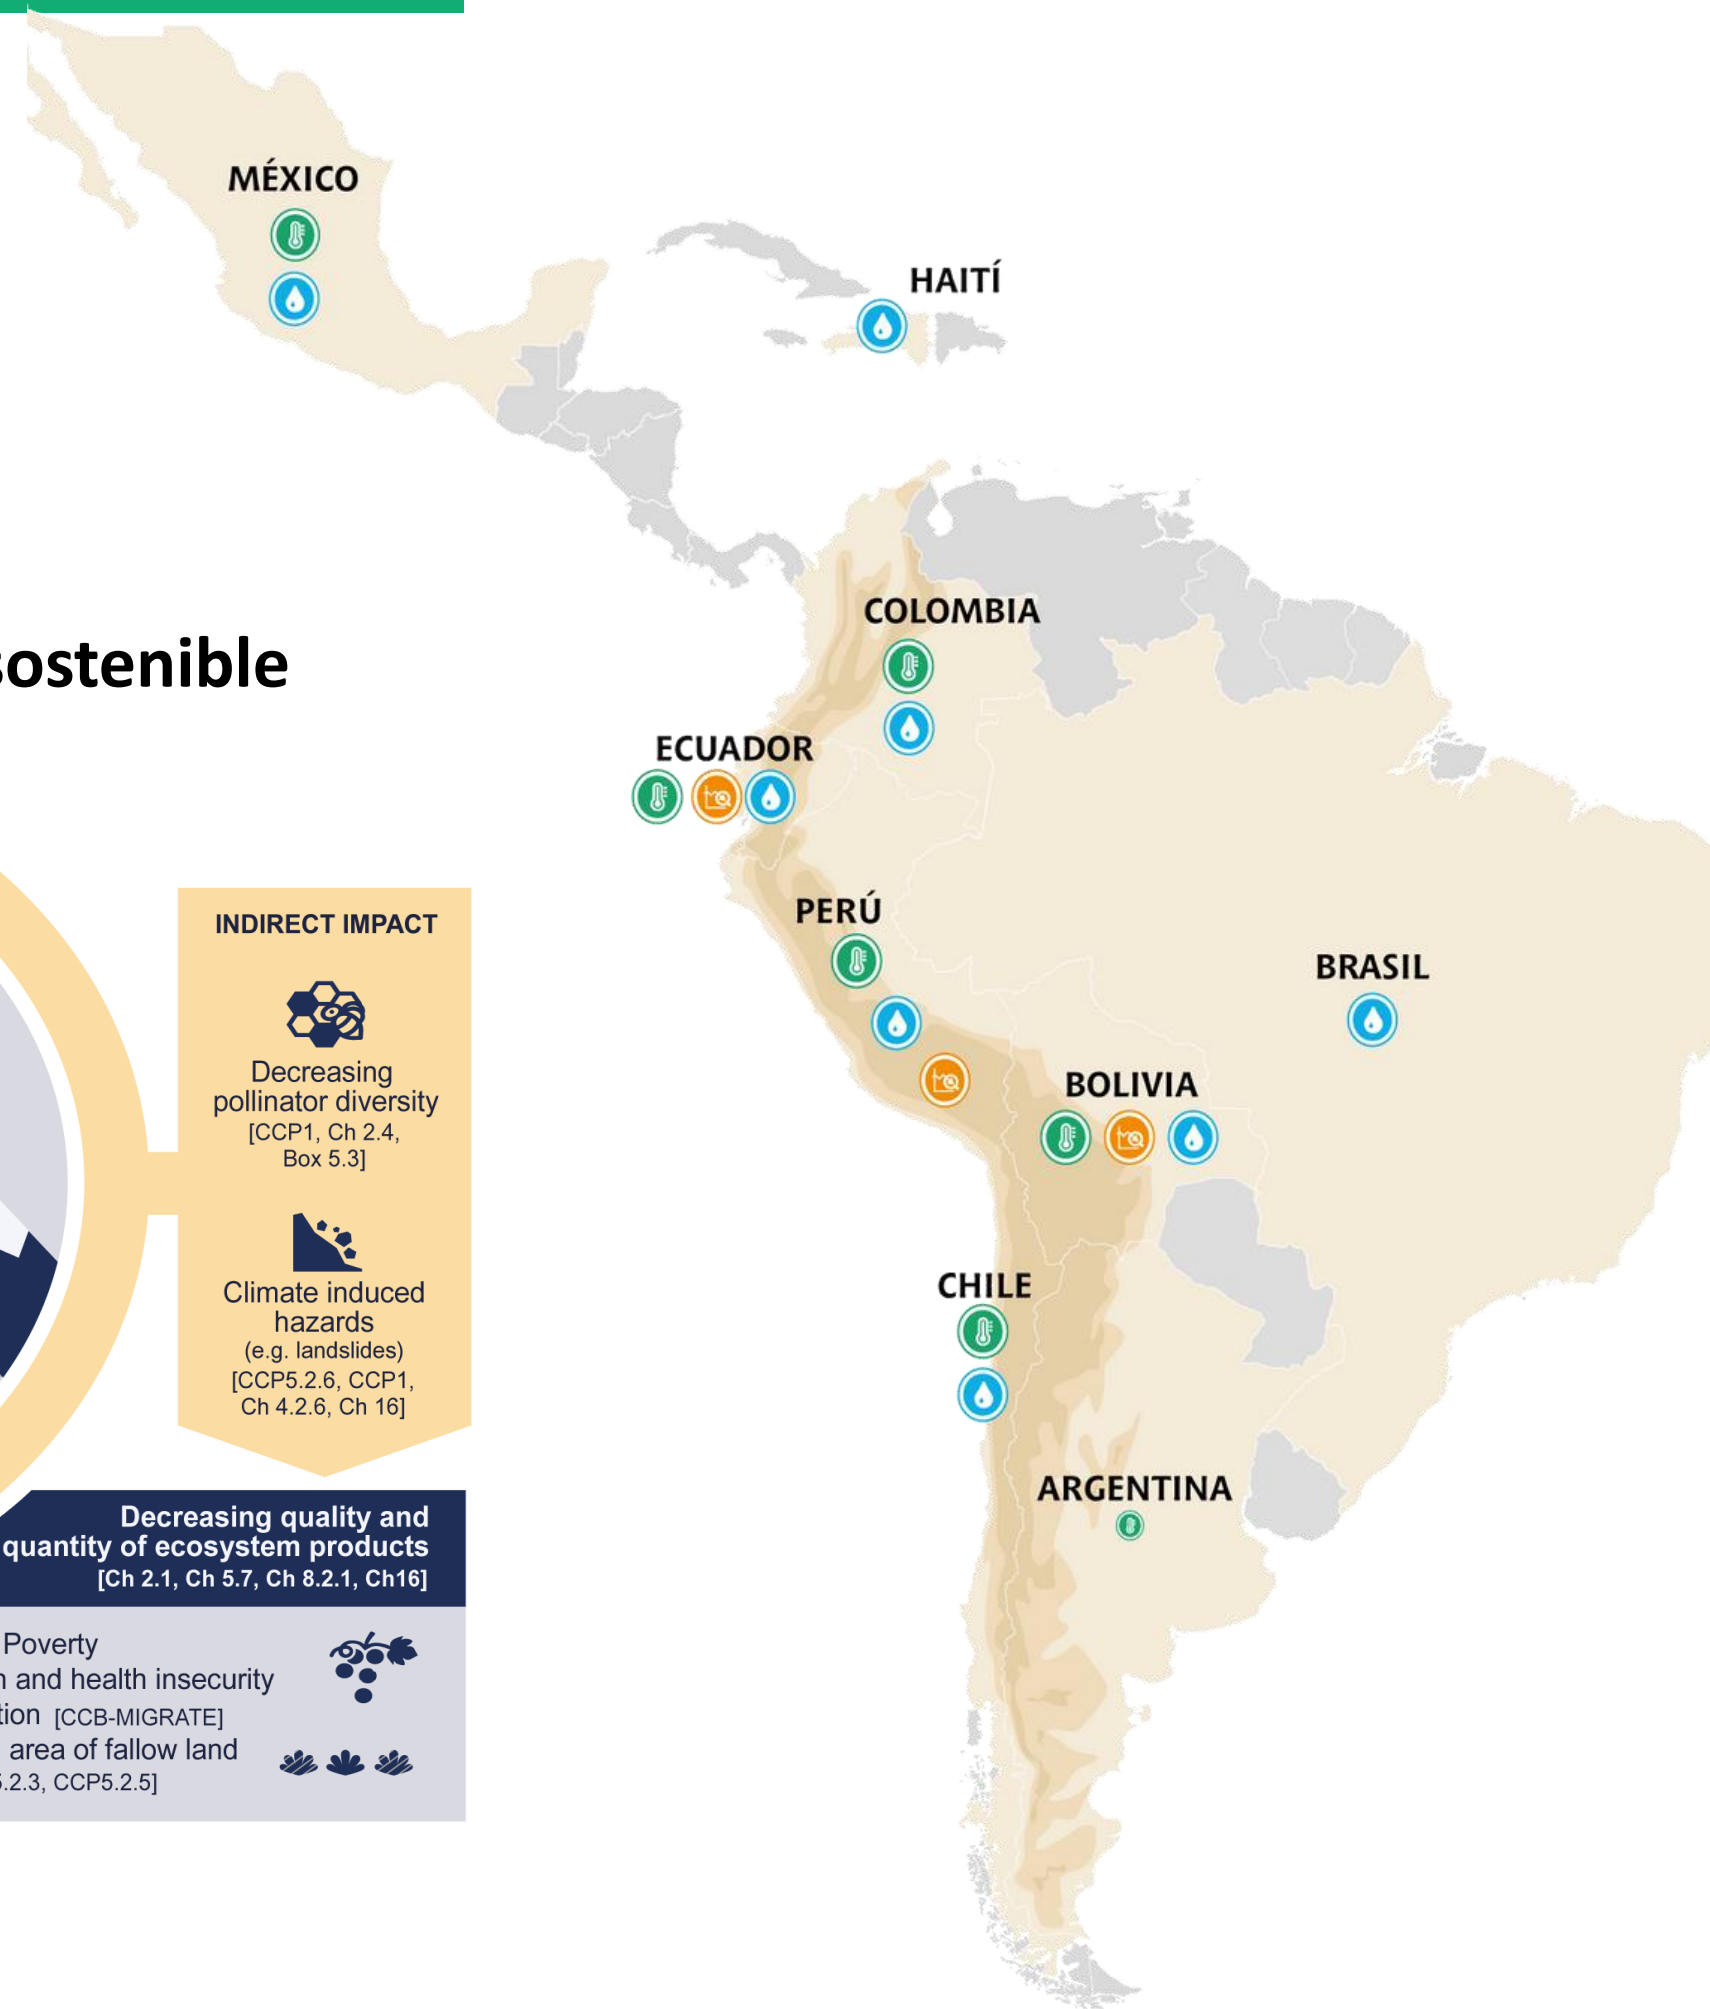 MÉXICO
HAITÍ
COLOMBIA
sostenible
ECUADOR
PERÚ
BRASIL
BOLIVIA
CHILE
ARGENTINA
INDIRECT IMPACT
Decreasing
pollinator diversity
[CCP1, Ch 2.4,
Box 5.3]
Climate induced
hazards
(e.g. landslides)
[CCP5.2.6, CCP1,
Ch 4.2.6, Ch 16]
Decreasing quality and
quantity of ecosystem products
[Ch 2.1, Ch 5.7, Ch 8.2.1, Ch16]
Poverty
and health insecurity
[CCB-MIGRATE]
area of fallow land
.2.3, CCP5.2.5]